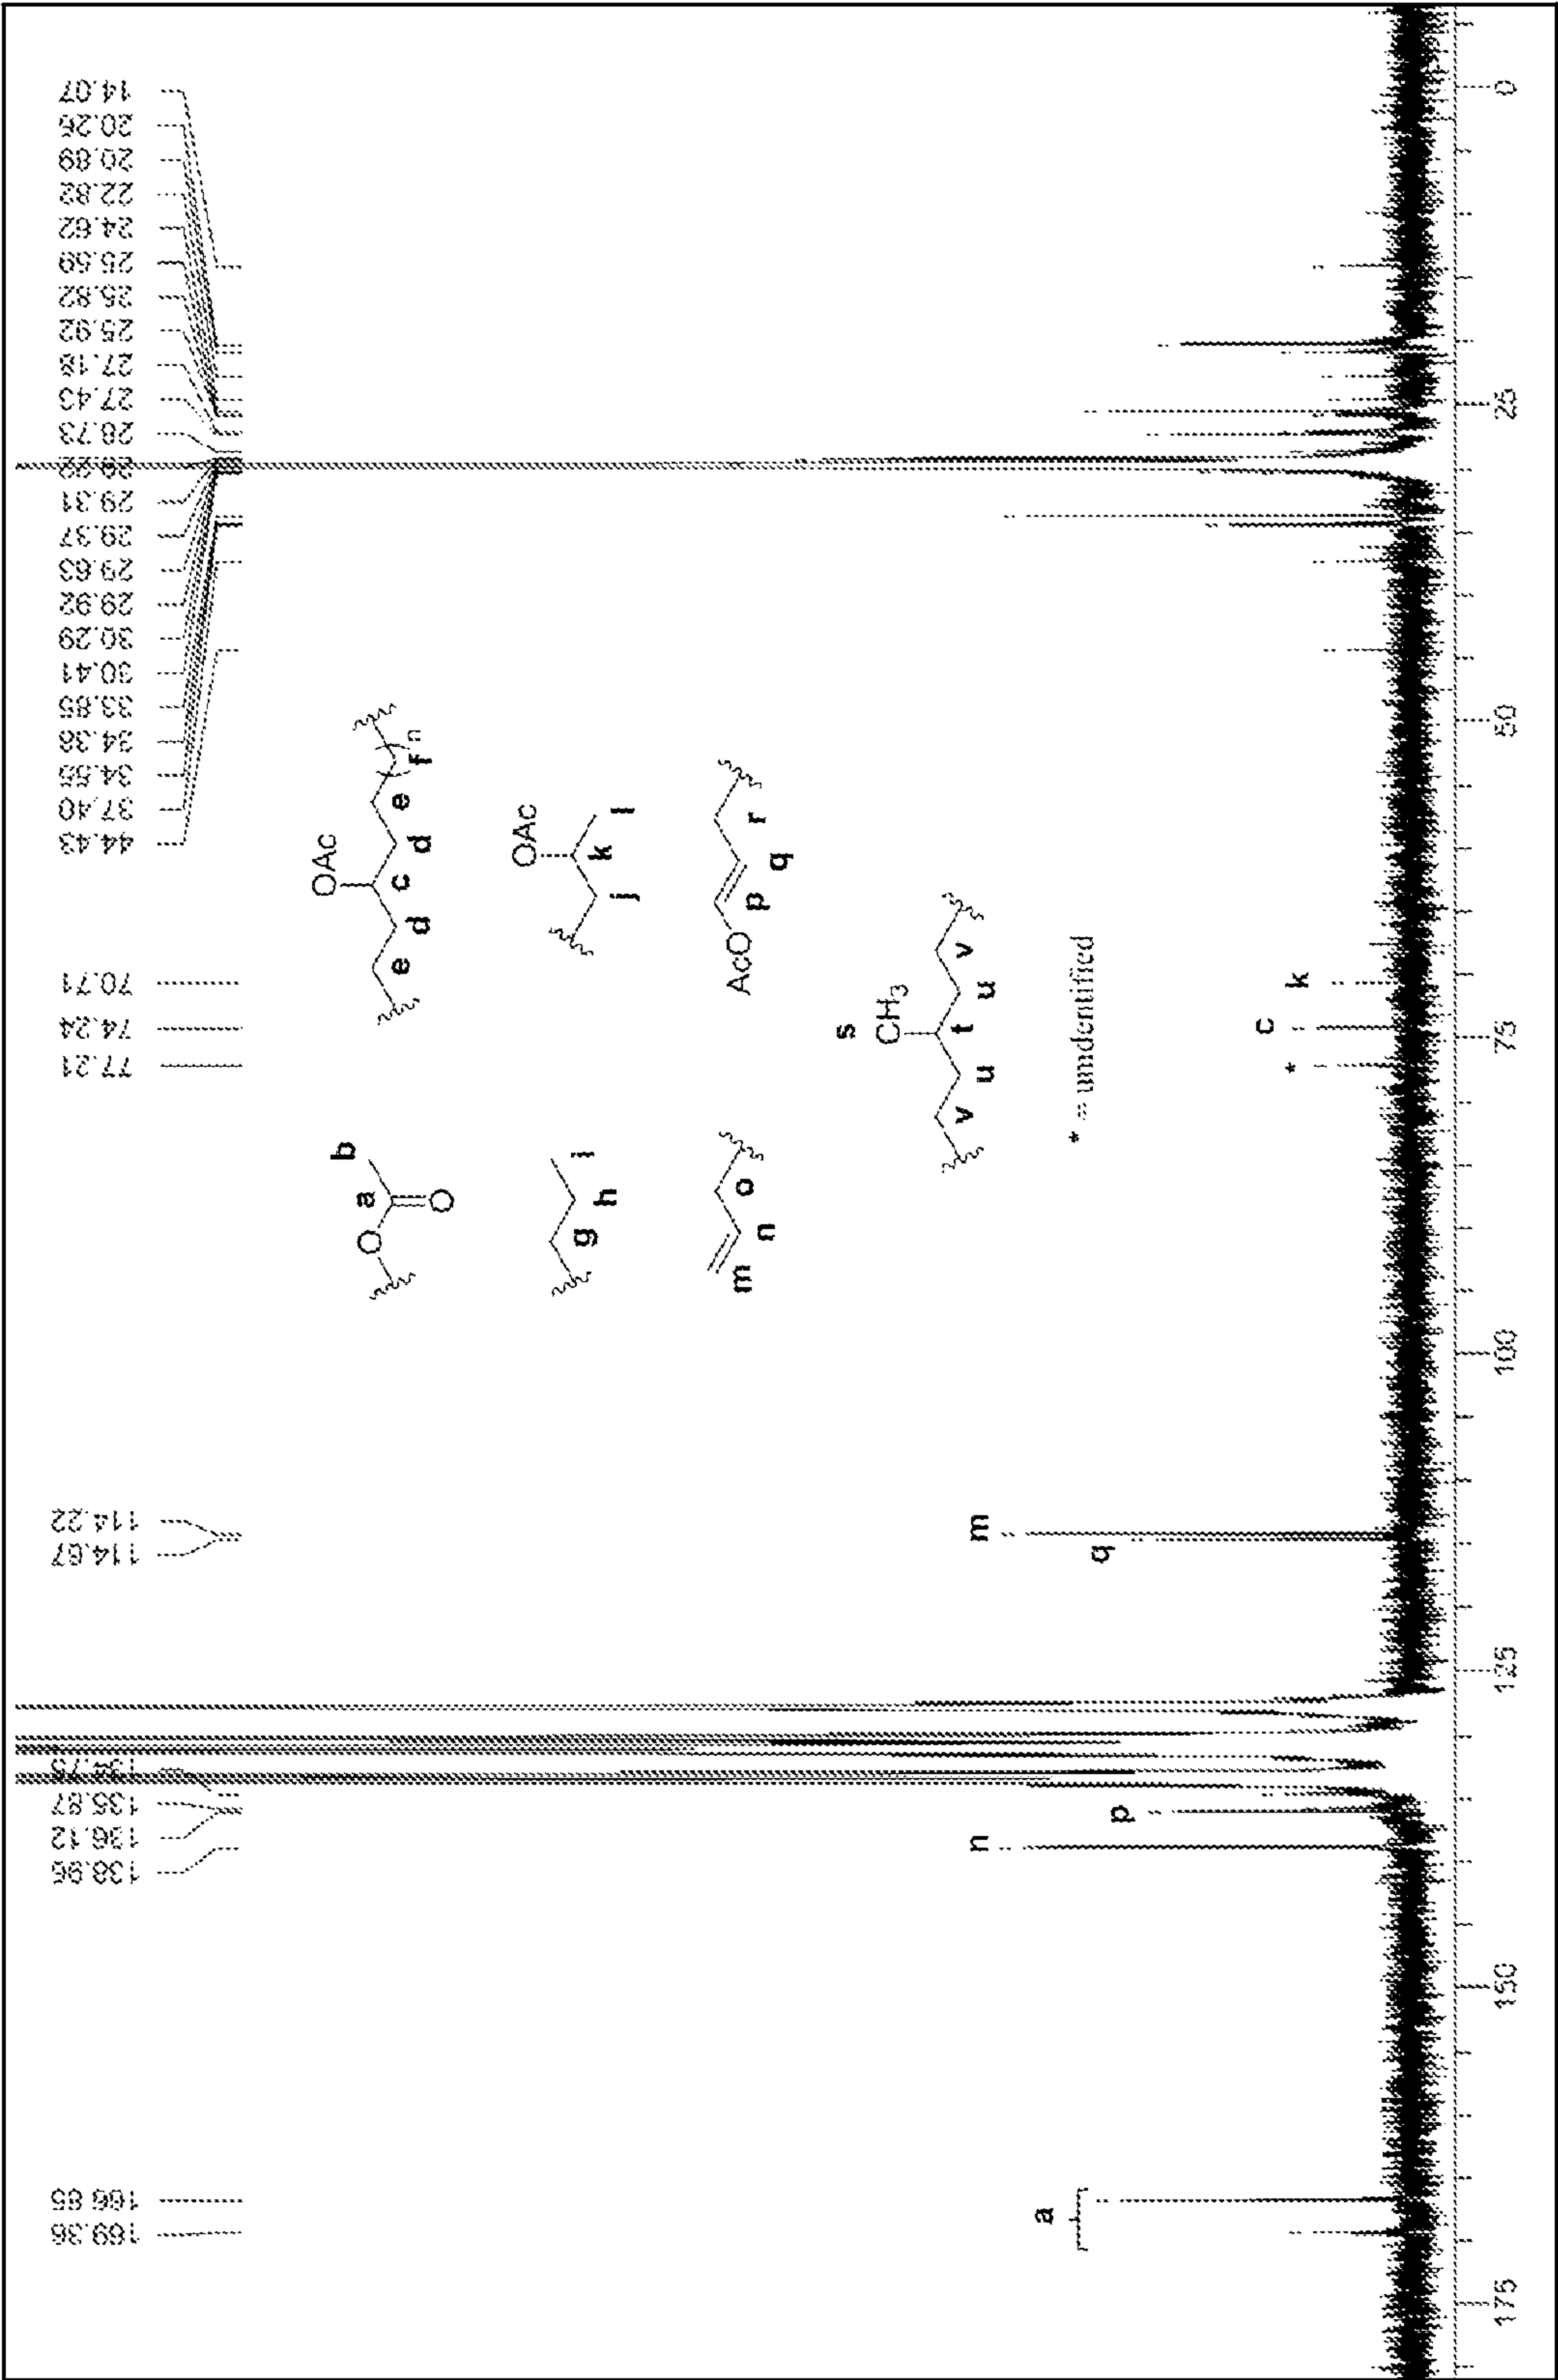 169.36
166.65
138.96
136.12
135.87
134.75
114.67
114.22
77.21
74.24
70.71
44.43
37.40
34.55
34.38
33.85
30.41
30.29
29.92
29.63
29.37
29.31
28.73
27.43
27.18
25.92
25.82
25.59
24.62
22.82
20.89
20.26
14.07
a
b
O
O
OAc
e
d
c
d
e
f
n
g
h
i
OAc
j
k
l
m
n
o
AcO
p
q
r
s
CH3
v
u
t
u
v
* = unidentified
a
n
p
m
q
*
c
k
175
150
125
100
75
50
25
0